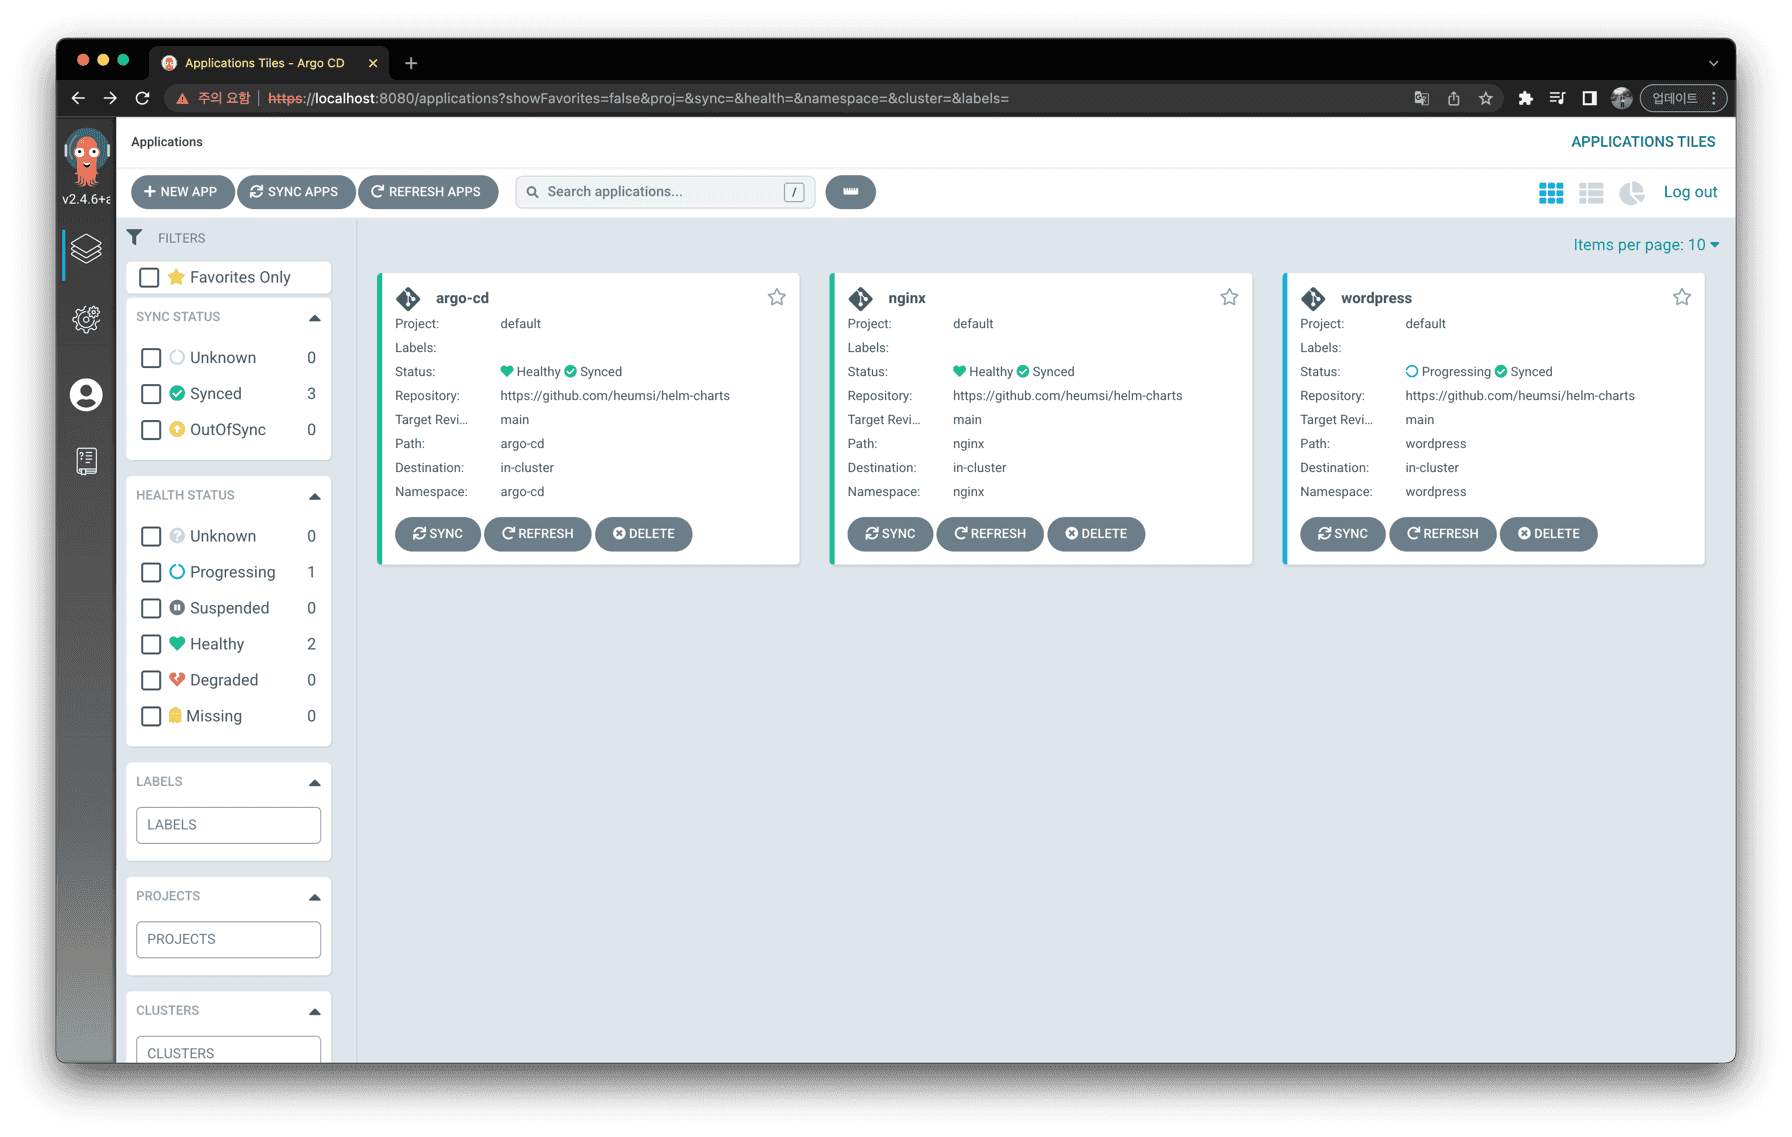 Applications Tiles - Argo CD
주의 요함 https://localhost:8080/applications?showFavorites=false&proj=&sync=&health=&namespace=&cluster=&labels=
업데이트
Applications
APPLICATIONS TILES
v2.4.6+a
NEW APP
SYNC APPS
REFRESH APPS
Search applications...
/
Log out
FILTERS
Items per page: 10
Favorites Only
SYNC STATUS
Unknown 0
Synced 3
OutOfSync 0
HEALTH STATUS
Unknown 0
Progressing 1
Suspended 0
Healthy 2
Degraded 0
Missing 0
LABELS
LABELS
PROJECTS
PROJECTS
CLUSTERS
CLUSTERS
argo-cd
Project: default
Labels:
Status: Healthy Synced
Repository: https://github.com/heumsi/helm-charts
Target Revi... main
Path: argo-cd
Destination: in-cluster
Namespace: argo-cd
SYNC REFRESH DELETE
nginx
Project: default
Labels:
Status: Healthy Synced
Repository: https://github.com/heumsi/helm-charts
Target Revi... main
Path: nginx
Destination: in-cluster
Namespace: nginx
SYNC REFRESH DELETE
wordpress
Project: default
Labels:
Status: Progressing Synced
Repository: https://github.com/heumsi/helm-charts
Target Revi... main
Path: wordpress
Destination: in-cluster
Namespace: wordpress
SYNC REFRESH DELETE